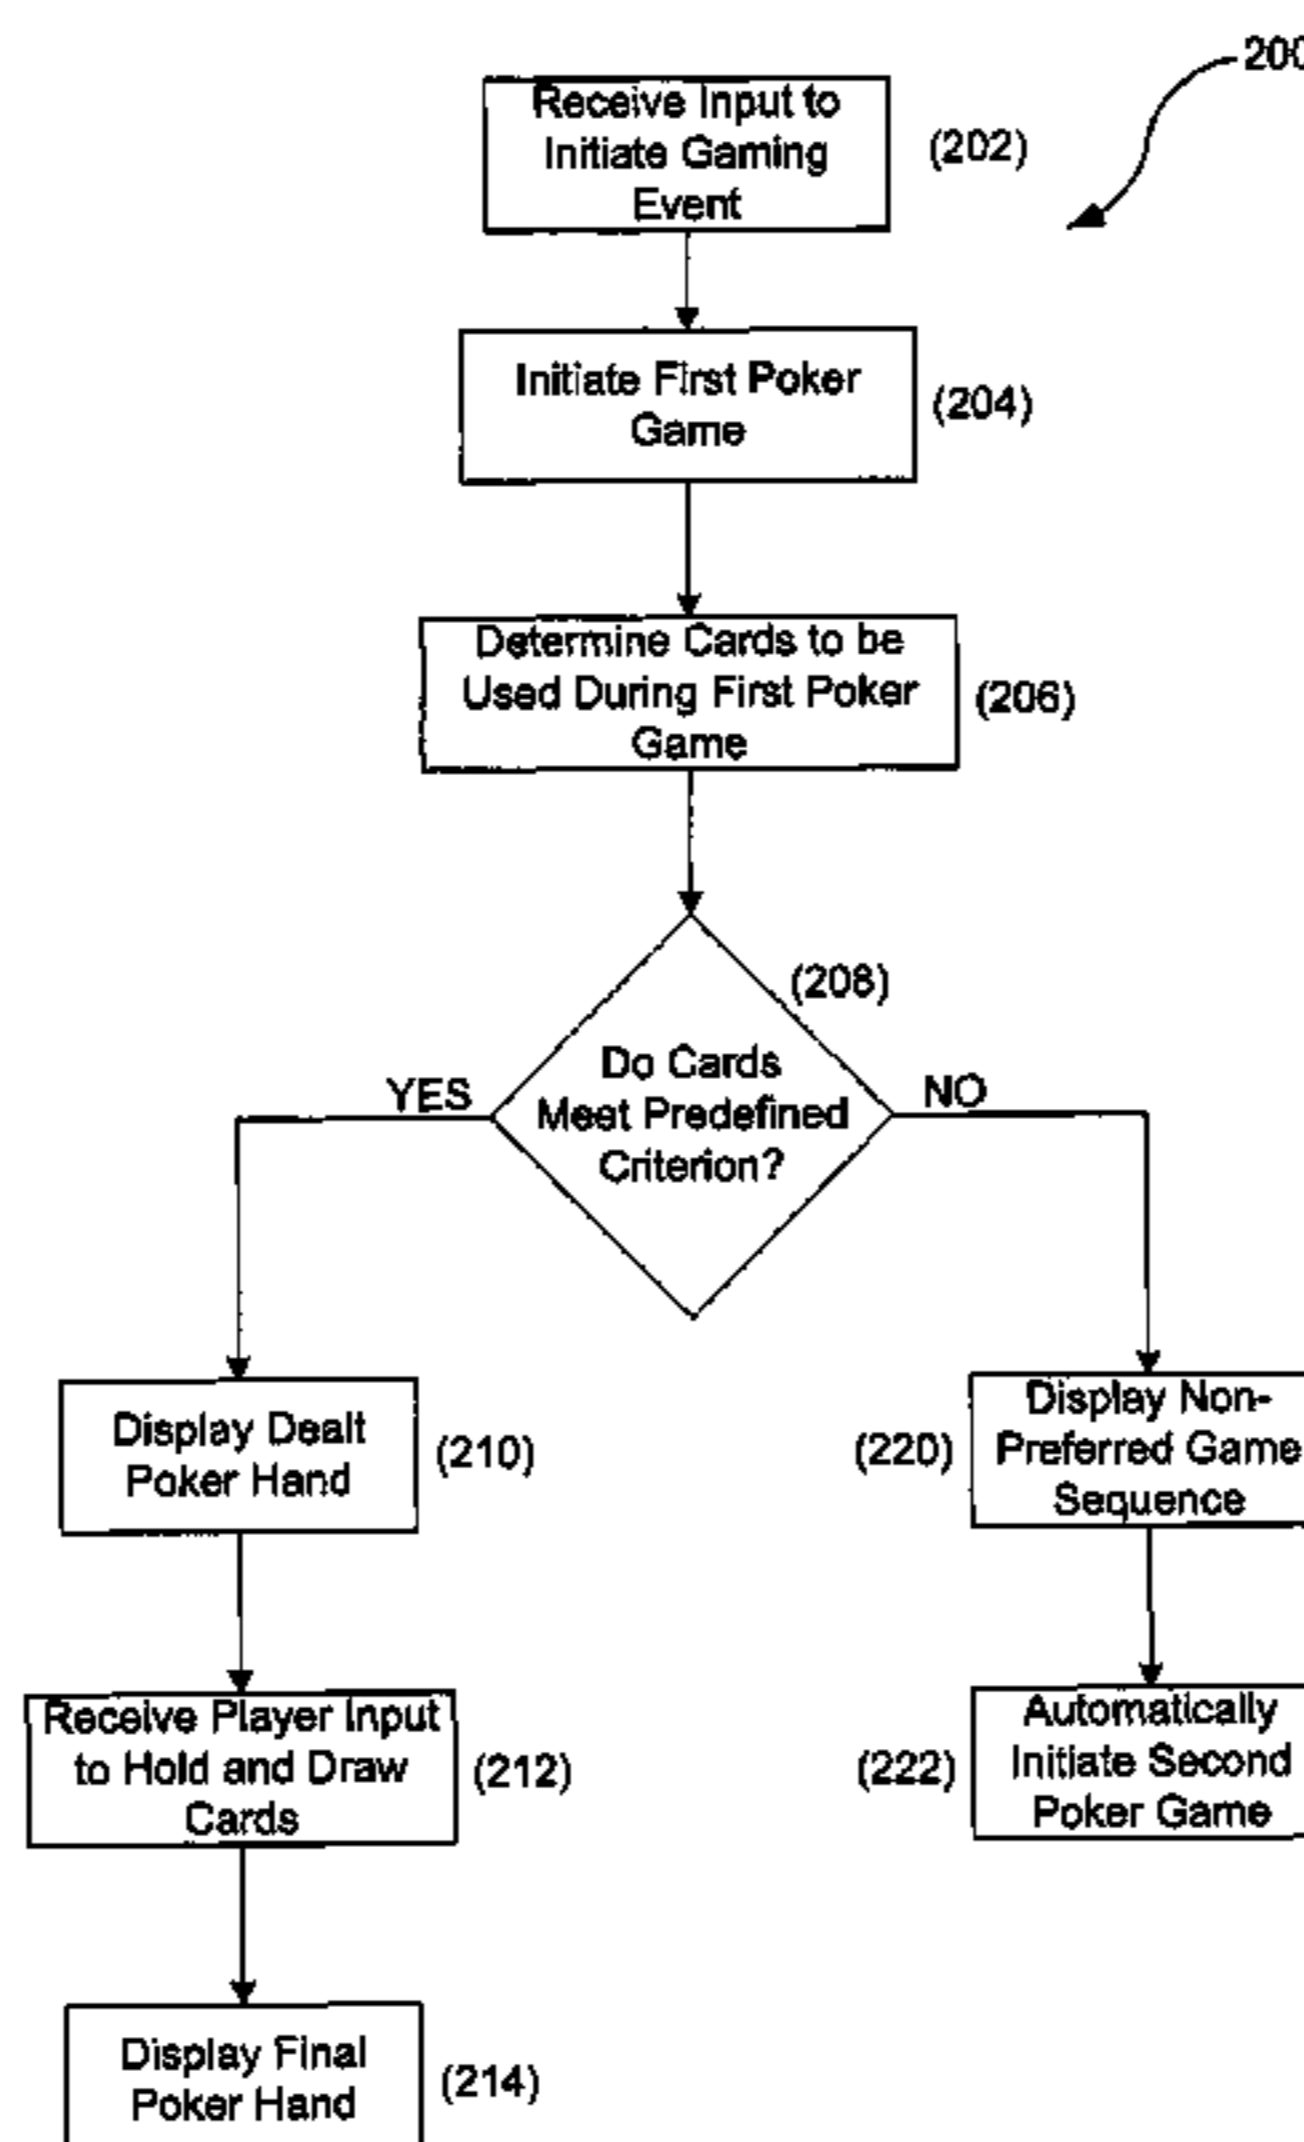 200
Receive Input to
Initiate Gaming
Event
(202)
Initiate First Poker
Game
(204)
Determine Cards to be
Used During First Poker
Game
(206)
(208)
Do Cards
Meet Predefined
Criterion?
YES
NO
Display Dealt
Poker Hand
(210)
Display Non-
Preferred Game
Sequence
(220)
Receive Player Input
to Hold and Draw
Cards
(212)
Automatically
Initiate Second
Poker Game
(222)
Display Final
Poker Hand
(214)